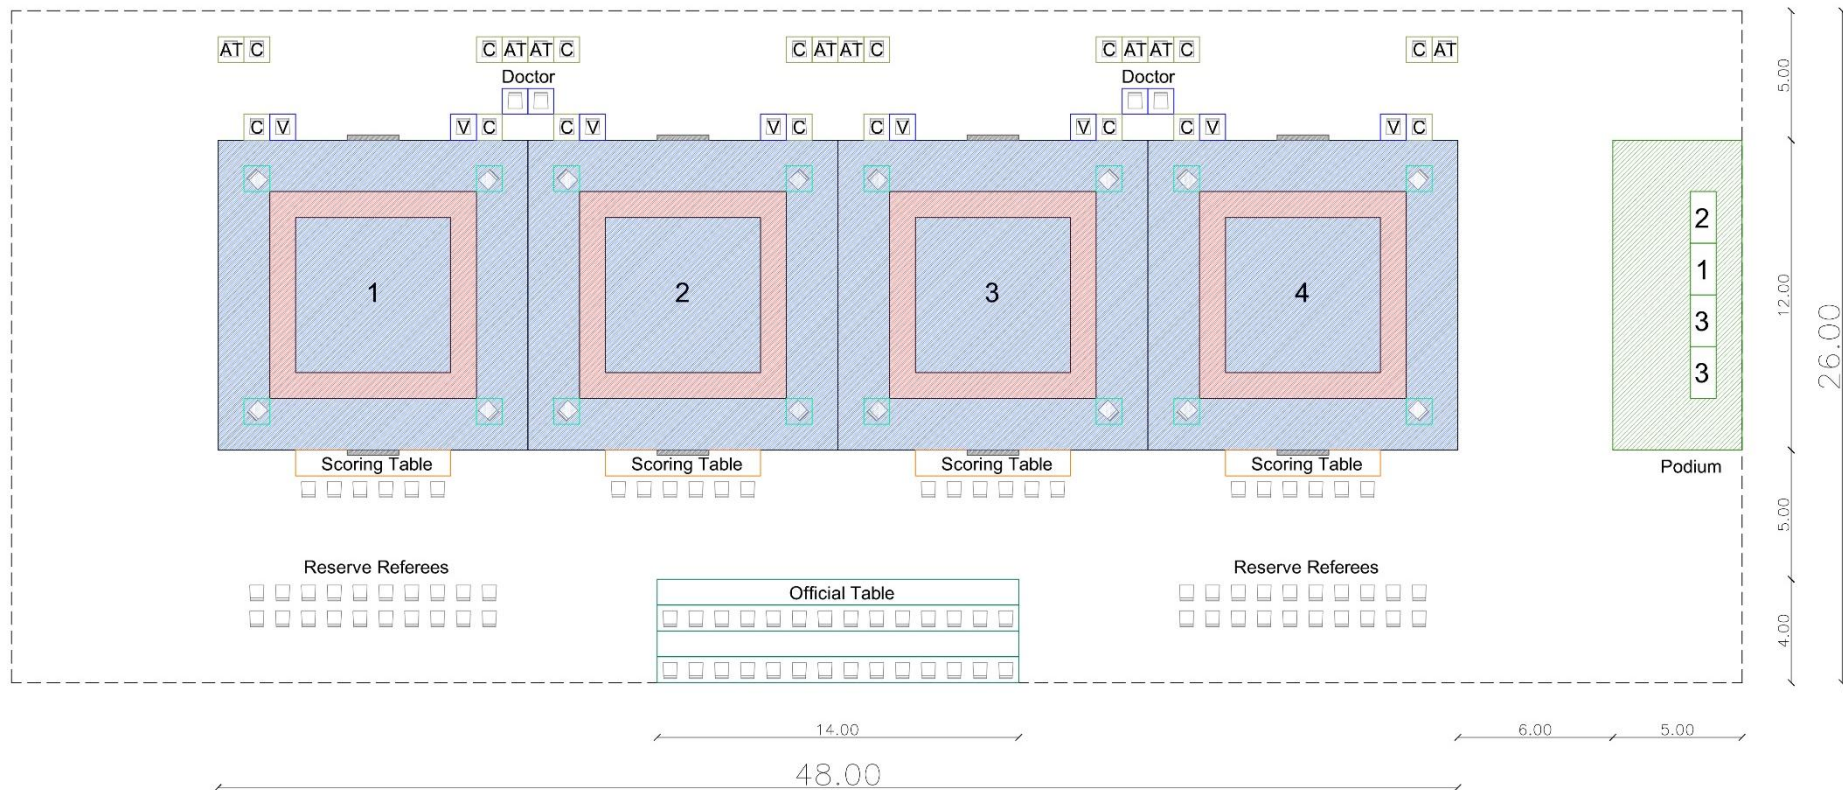 AT C C AT AT C C AT AT C C AT AT C C AT
Doctor Doctor
C V V C C V V C C V V C C V V C
5.00
2
1
3
3
1 2 3 4
12.00
26.00
Scoring Table Scoring Table Scoring Table Scoring Table
Podium
5.00
Reserve Referees Reserve Referees
Official Table
4.00
14.00 6.00 5.00
48.00